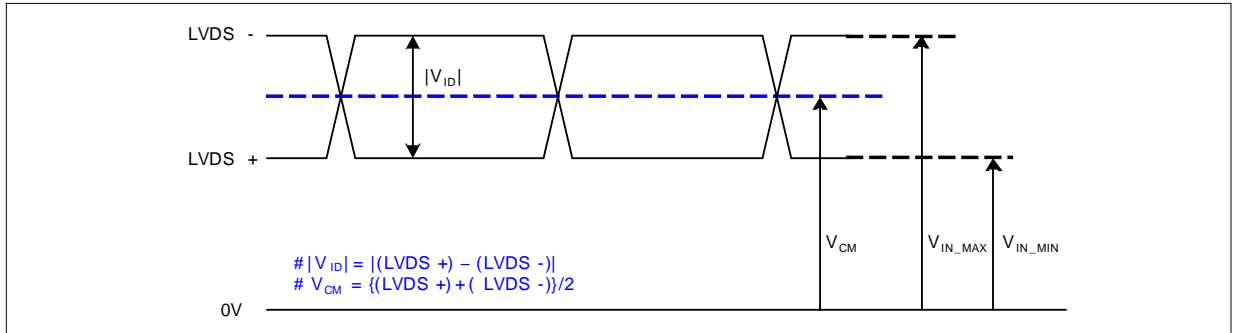 LVDS -
|V_ID|
LVDS +
V_CM
V_IN_MAX
V_IN_MIN
# |V_ID| = |(LVDS +) – (LVDS -)|
# V_CM = {(LVDS +) + ( LVDS -)}/2
0V